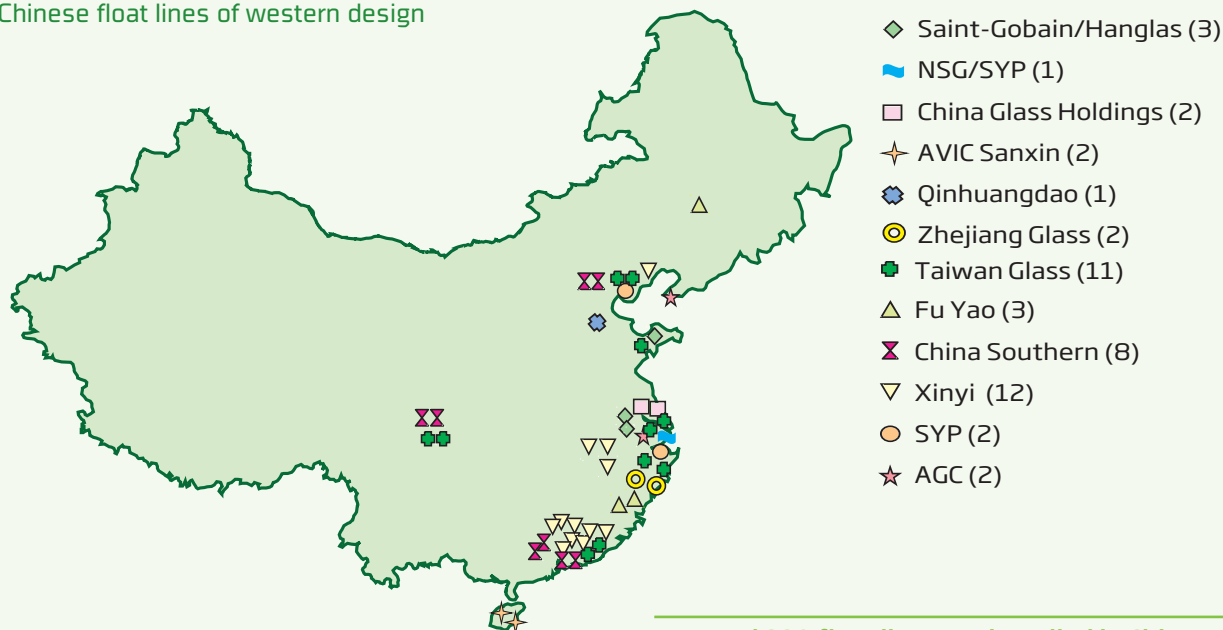 Chinese float lines of western design
Saint-Gobain/Hanglas (3)
NSG/SYP (1)
China Glass Holdings (2)
AVIC Sanxin (2)
Qinhuangdao (1)
Zhejiang Glass (2)
Taiwan Glass (11)
Fu Yao (3)
China Southern (8)
Xinyi (12)
SYP (2)
AGC (2)